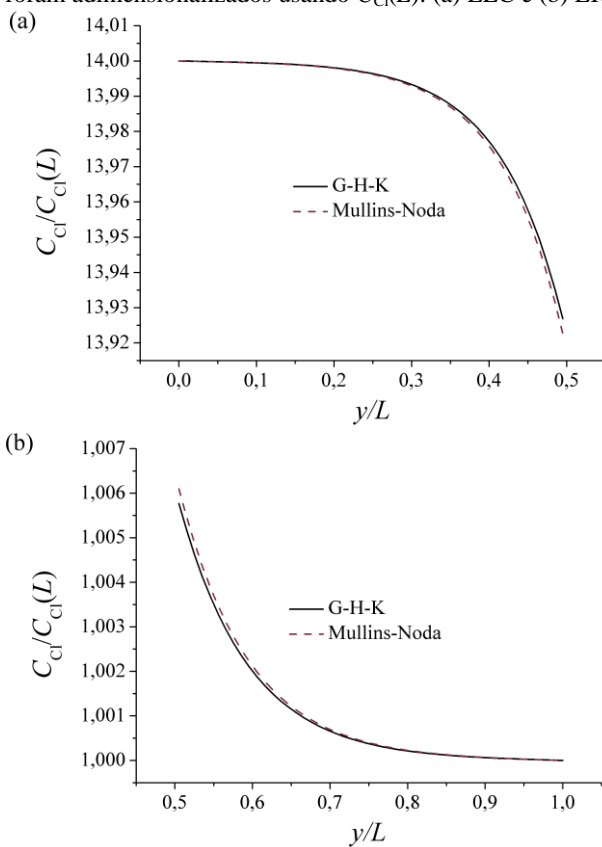 foram adimensionalizados usando C_Cl(L). (a) LEC e (b) LI
(a)
14,01
14,00
13,99
13,98
13,97
13,96
13,95
13,94
13,93
13,92
C_Cl/C_Cl(L)
G-H-K
Mullins-Noda
0,0 0,1 0,2 0,3 0,4 0,5
y/L
(b)
1,007
1,006
1,005
1,004
1,003
1,002
1,001
1,000
C_Cl/C_Cl(L)
G-H-K
Mullins-Noda
0,5 0,6 0,7 0,8 0,9 1,0
y/L